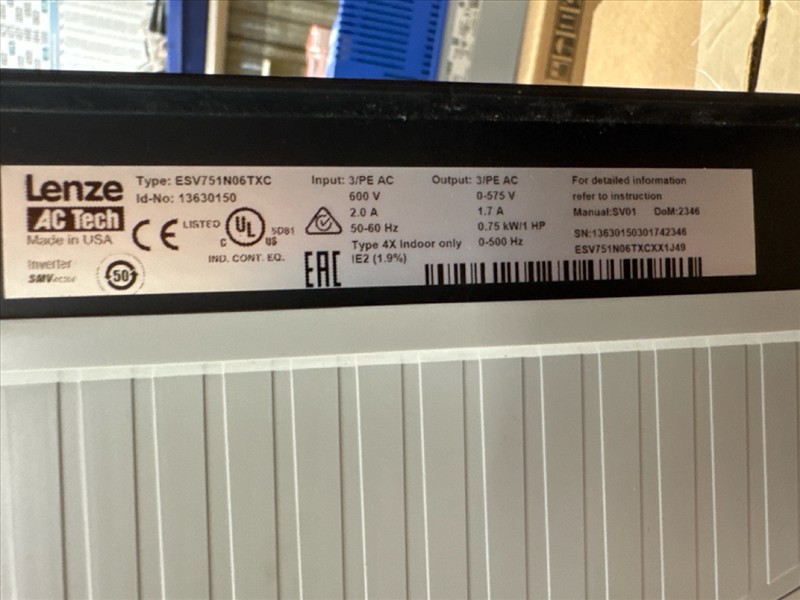 Lenze
AC Tech
Made in USA
Inverter
SMV
Type: ESV751N06TXC
Id-No: 13630150
CE
LISTED
C UL US
5D81
IND. CONT. EQ.
50
EAC
Input: 3/PE AC
600 V
2.0 A
50-60 Hz
Type 4X Indoor only
IE2 (1.9%)
Output: 3/PE AC
0-575 V
1.7 A
0.75 kW/1 HP
0-500 Hz
For detailed information
refer to instruction
Manual:SV01 DoM:2346
SN:13630150301742346
ESV751N06TXCXX1J49